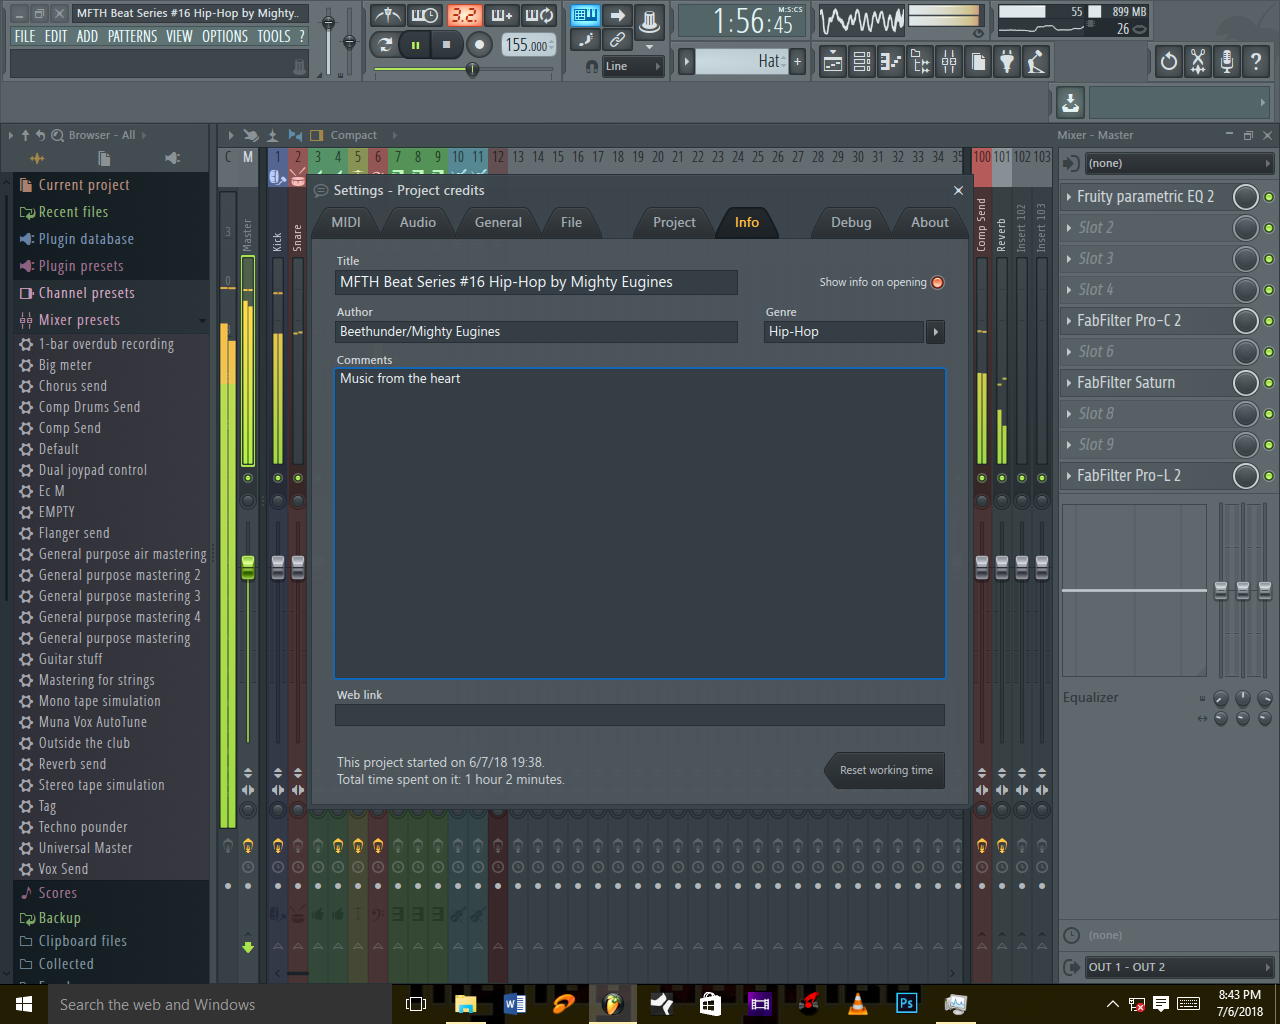 MFTH Beat Series #16 Hip-Hop by Mighty..
FILE EDIT ADD PATTERNS VIEW OPTIONS TOOLS ?
3.2.
155.000
Line
1:56:45
M:S:CS
Hat
55
899 MB
26
Browser - All
Compact
Mixer - Master
C M 1 2 3 4 5 6 7 8 9 10 11 12 13 14 15 16 17 18 19 20 21 22 23 24 25 26 27 28 29 30 31 32 33 34 35 100 101 102 103
Current project
Recent files
Plugin database
Plugin presets
Channel presets
Mixer presets
1-bar overdub recording
Big meter
Chorus send
Comp Drums Send
Comp Send
Default
Dual joypad control
Ec M
EMPTY
Flanger send
General purpose air mastering
General purpose mastering 2
General purpose mastering 3
General purpose mastering 4
General purpose mastering
Guitar stuff
Mastering for strings
Mono tape simulation
Muna Vox AutoTune
Outside the club
Reverb send
Stereo tape simulation
Tag
Techno pounder
Universal Master
Vox Send
Scores
Backup
Clipboard files
Collected
3
0
Master
Kick
Snare
Settings - Project credits
MIDI Audio General File Project Info Debug About
Title
MFTH Beat Series #16 Hip-Hop by Mighty Eugines
Show info on opening
Author
Beethunder/Mighty Eugines
Genre
Hip-Hop
Comments
Music from the heart
Web link
This project started on 6/7/18 19:38.
Total time spent on it: 1 hour 2 minutes.
Reset working time
Comp Send
Reverb
Insert 102
Insert 103
(none)
Fruity parametric EQ 2
Slot 2
Slot 3
Slot 4
FabFilter Pro-C 2
Slot 6
FabFilter Saturn
Slot 8
Slot 9
FabFilter Pro-L 2
Equalizer
(none)
OUT 1 - OUT 2
Search the web and Windows
Ps
8:43 PM
7/6/2018